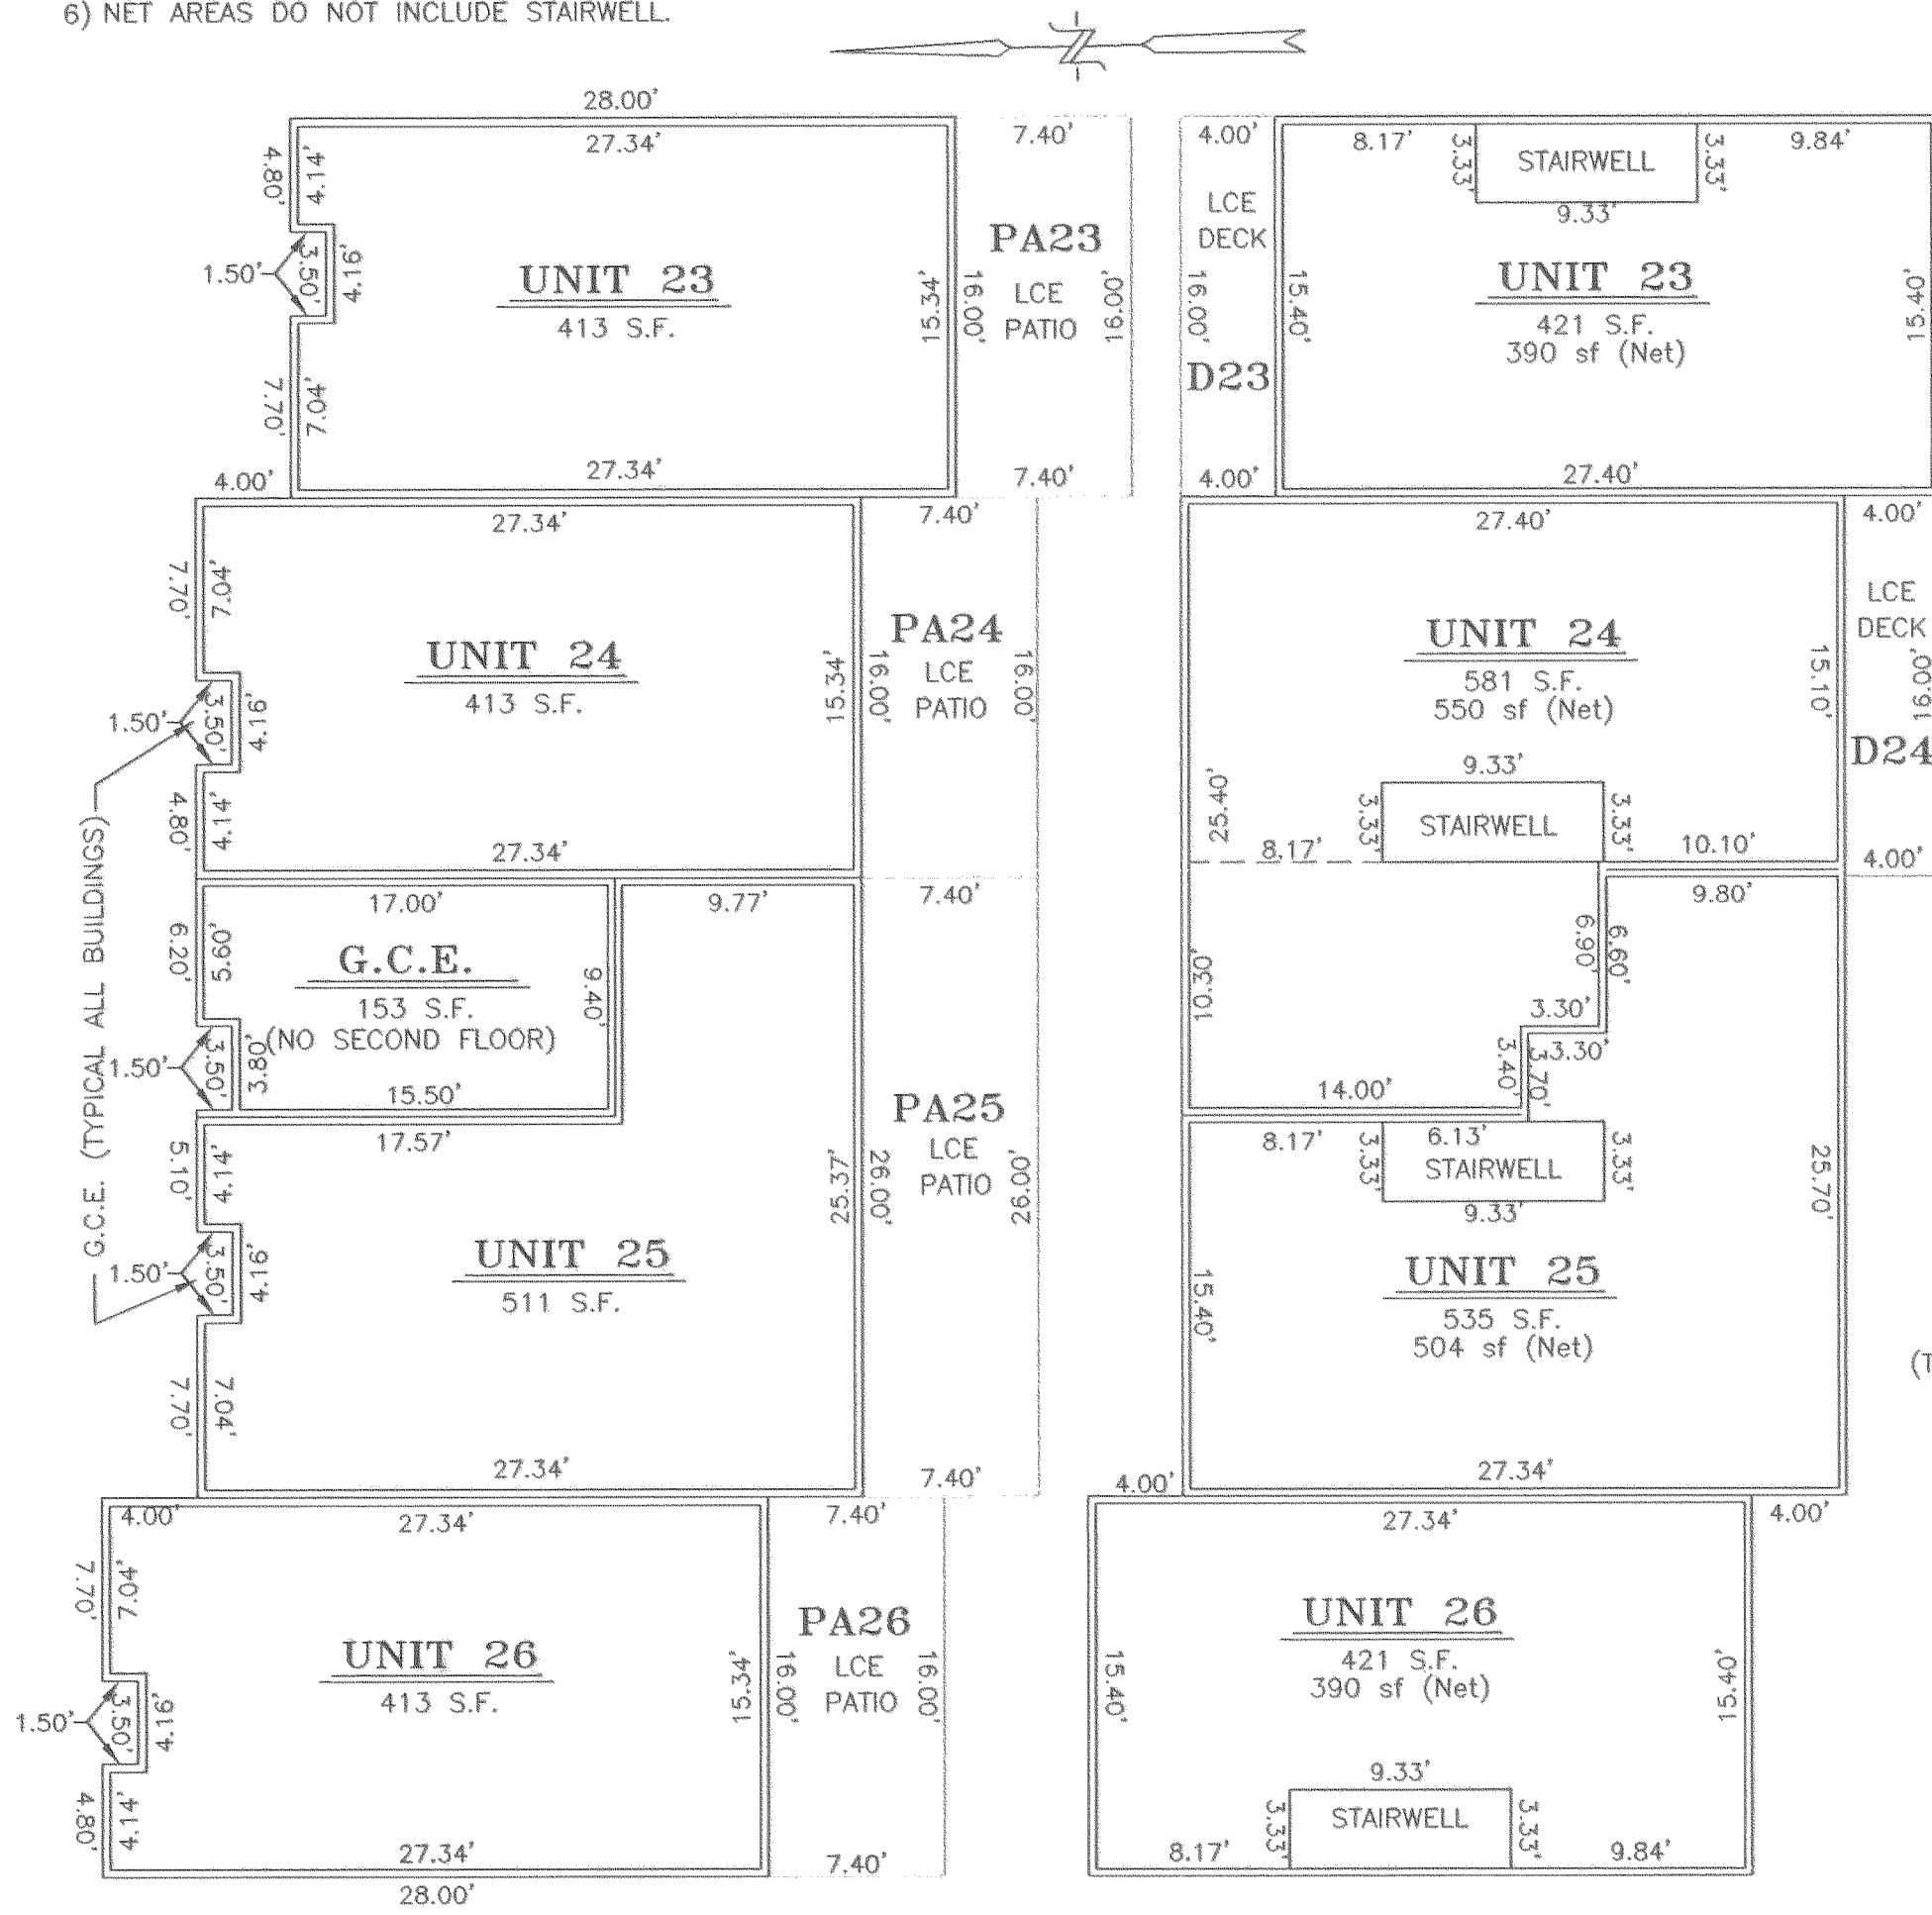 6) NET AREAS DO NOT INCLUDE STAIRWELL.
N
28.00'
27.34'
4.80'
4.14'
1.50'
3.50'
4.16'
UNIT 23
413 S.F.
15.34'
16.00'
7.70'
7.04'
27.34'
4.00'
7.40'
PA23
LCE
PATIO
16.00'
7.40'
4.00'
LCE
DECK
16.00'
D23
4.00'
8.17'
3.33'
STAIRWELL
3.33'
9.84'
9.33'
15.40'
UNIT 23
421 S.F.
390 sf (Net)
15.40'
27.40'
27.34'
7.70'
7.04'
UNIT 24
413 S.F.
1.50'
3.50'
4.16'
4.80'
4.14'
27.34'
15.34'
16.00'
7.40'
PA24
LCE
PATIO
16.00'
27.40'
4.00'
UNIT 24
581 S.F.
550 sf (Net)
15.10'
LCE
DECK
16.00'
D24
4.00'
25.40'
9.33'
3.33'
STAIRWELL
3.33'
8.17'
10.10'
G.C.E. (TYPICAL ALL BUILDINGS)
17.00'
6.20'
5.60'
G.C.E.
153 S.F.
(NO SECOND FLOOR)
9.40'
1.50'
3.50'
3.80'
15.50'
9.77'
7.40'
17.57'
5.10'
4.14'
1.50'
3.50'
4.16'
UNIT 25
511 S.F.
25.37'
26.00'
PA25
LCE
PATIO
26.00'
7.70'
7.04'
27.34'
7.40'
9.80'
6.90'
6.60'
10.30'
3.30'
3.30'
3.40'
3.70'
14.00'
8.17'
3.33'
6.13'
STAIRWELL
3.33'
9.33'
25.70'
15.40'
UNIT 25
535 S.F.
504 sf (Net)
(T
27.34'
4.00'
4.00'
27.34'
7.40'
7.70'
7.04'
UNIT 26
413 S.F.
1.50'
3.50'
4.16'
4.80'
4.14'
15.34'
16.00'
PA26
LCE
PATIO
16.00'
27.34'
7.40'
28.00'
27.34'
4.00'
15.40'
UNIT 26
421 S.F.
390 sf (Net)
15.40'
9.33'
3.33'
STAIRWELL
3.33'
8.17'
9.84'